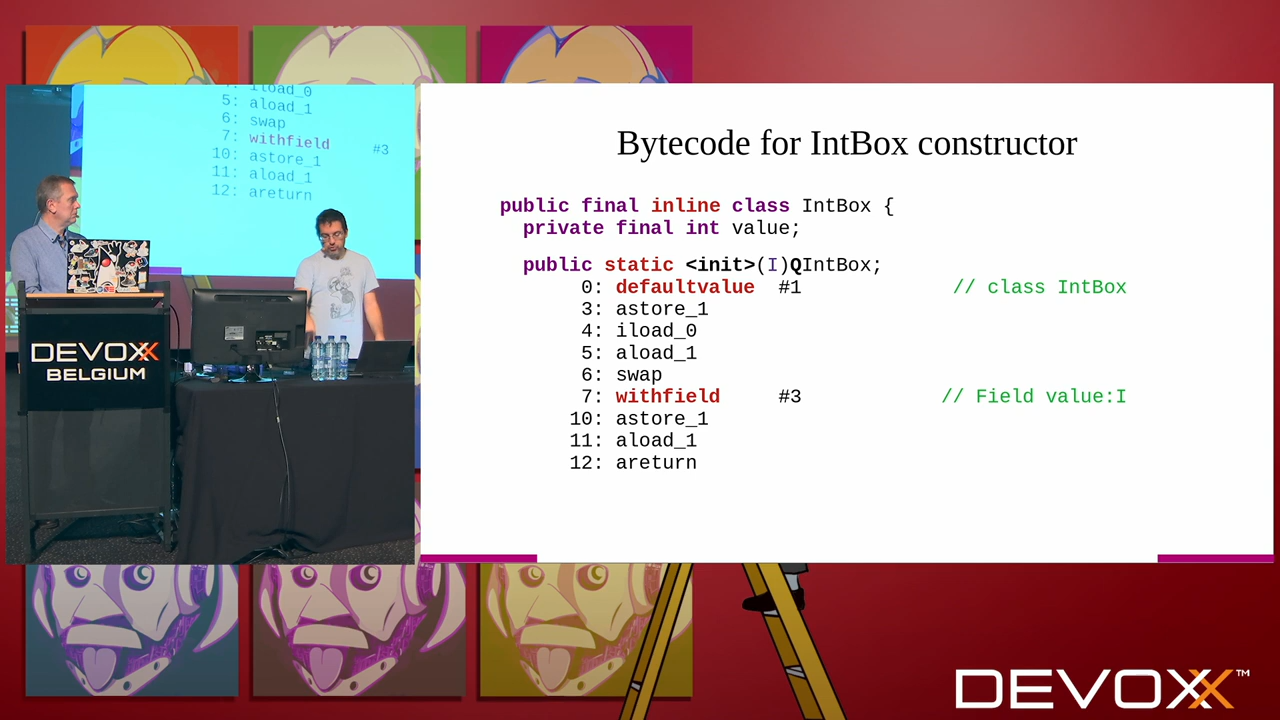 4: iload_0
5: aload_1
6: swap
7: withfield #3
10: astore_1
11: aload_1
12: areturn
DEVOXX
BELGIUM
Bytecode for IntBox constructor
public final inline class IntBox {
private final int value;
public static <init>(I)QIntBox;
0: defaultvalue #1 // class IntBox
3: astore_1
4: iload_0
5: aload_1
6: swap
7: withfield #3 // Field value:I
10: astore_1
11: aload_1
12: areturn
DEVOXX™